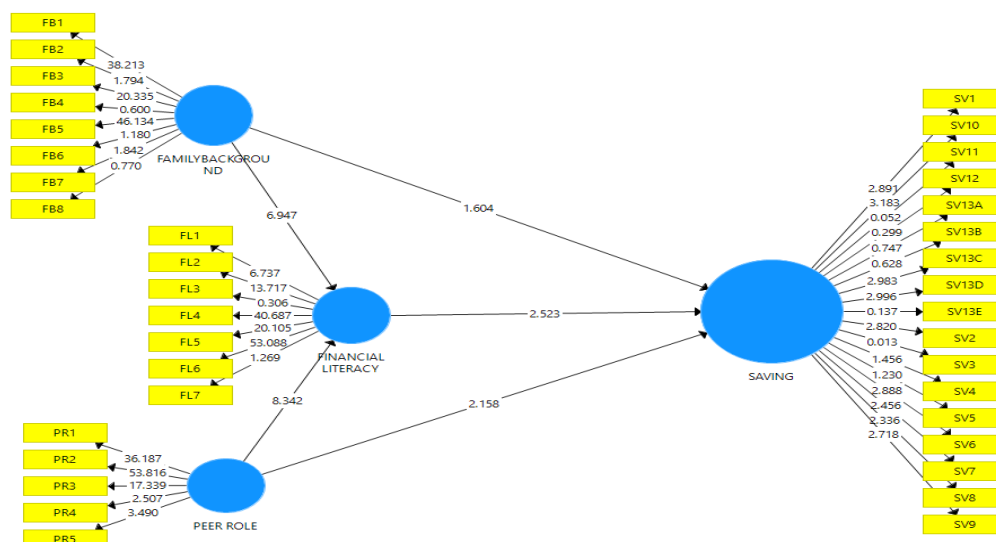 FB1
FB2
FB3
FB4
FB5
FB6
FB7
FB8
38.213
1.794
20.335
0.600
46.134
1.180
1.842
0.770
FAMILYBACKGROU
ND
6.947
1.604
FL1
FL2
FL3
FL4
FL5
FL6
FL7
6.737
13.717
0.306
40.687
20.105
53.088
1.269
FINANCIAL
LITERACY
2.523
8.342
2.158
PR1
PR2
PR3
PR4
PR5
36.187
53.816
17.339
2.507
3.490
PEER ROLE
SAVING
2.891
3.183
0.052
0.299
0.747
0.628
2.983
2.996
0.137
2.820
0.013
1.456
1.230
2.888
2.456
2.336
2.718
SV1
SV10
SV11
SV12
SV13A
SV13B
SV13C
SV13D
SV13E
SV2
SV3
SV4
SV5
SV6
SV7
SV8
SV9